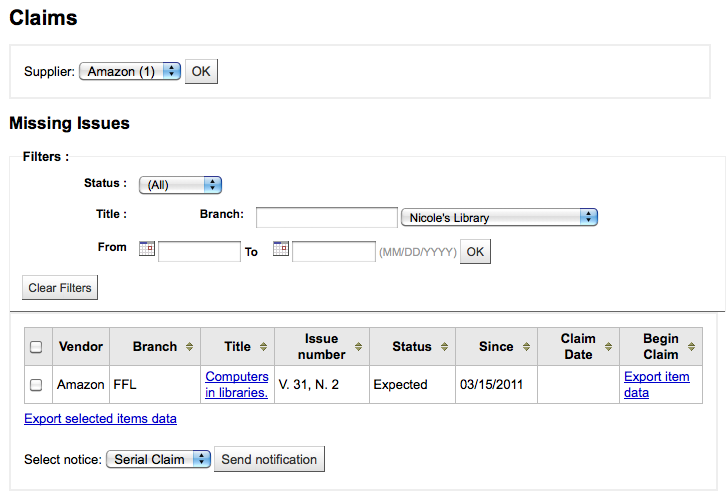 Claims
Supplier: Amazon (1) OK
Missing Issues
Filters :
Status : (All)
Title : Branch: Nicole's Library
From To (MM/DD/YYYY) OK
Clear Filters
Vendor Branch Title Issue number Status Since Claim Date Begin Claim
Amazon FFL Computers in libraries. V. 31, N. 2 Expected 03/15/2011 Export item data
Export selected items data
Select notice: Serial Claim Send notification